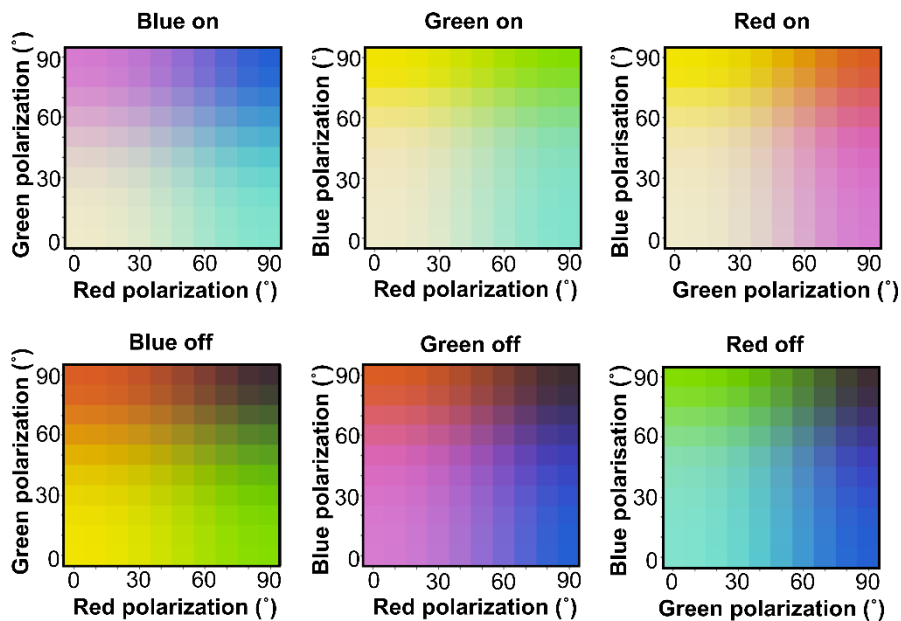 Blue on
Green on
Red on
Green polarization (˚)
90
60
30
0
0 30 60 90
Red polarization (˚)
Blue polarization (˚)
90
60
30
0
0 30 60 90
Red polarization (˚)
Blue polarisation (˚)
90
60
30
0
0 30 60 90
Green polarization (˚)
Blue off
Green off
Red off
Green polarization (˚)
90
60
30
0
0 30 60 90
Red polarization (˚)
Blue polarization (˚)
90
60
30
0
0 30 60 90
Red polarization (˚)
Blue polarisation (˚)
90
60
30
0
0 30 60 90
Green polarization (˚)